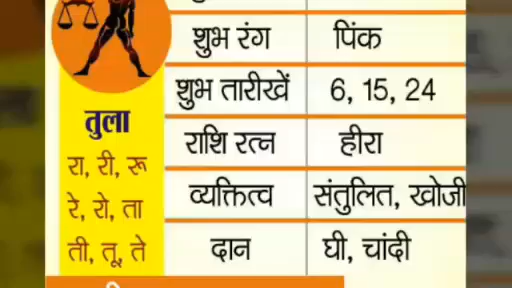 शुभ रंग पिंक
शुभ तारीखें 6, 15, 24
तुला
राशि रत्न हीरा
रा, री, रू
व्यक्तित्व संतुलित, खोजी
रे, रो, ता
ती, तू, ते
दान घी, चांदी